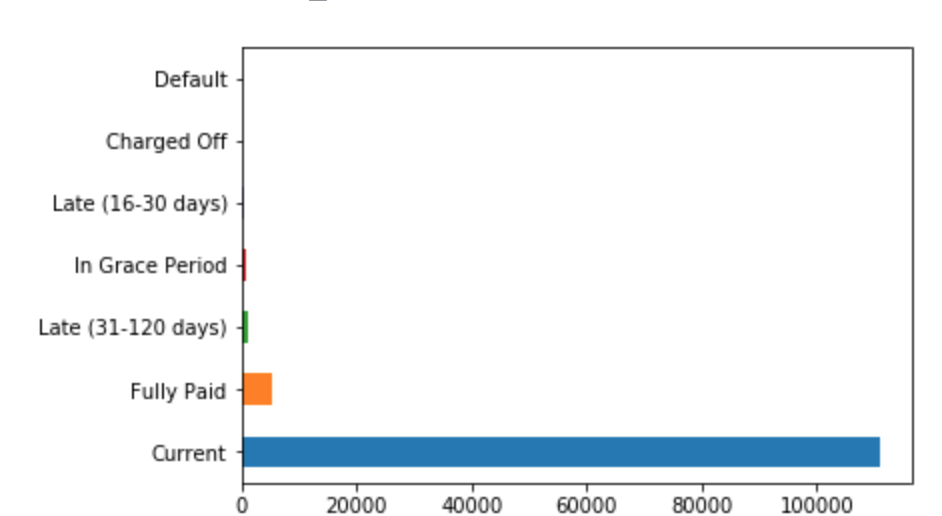 Default
Charged Off
Late (16-30 days)
In Grace Period
Late (31-120 days)
Fully Paid
Current
0 20000 40000 60000 80000 100000